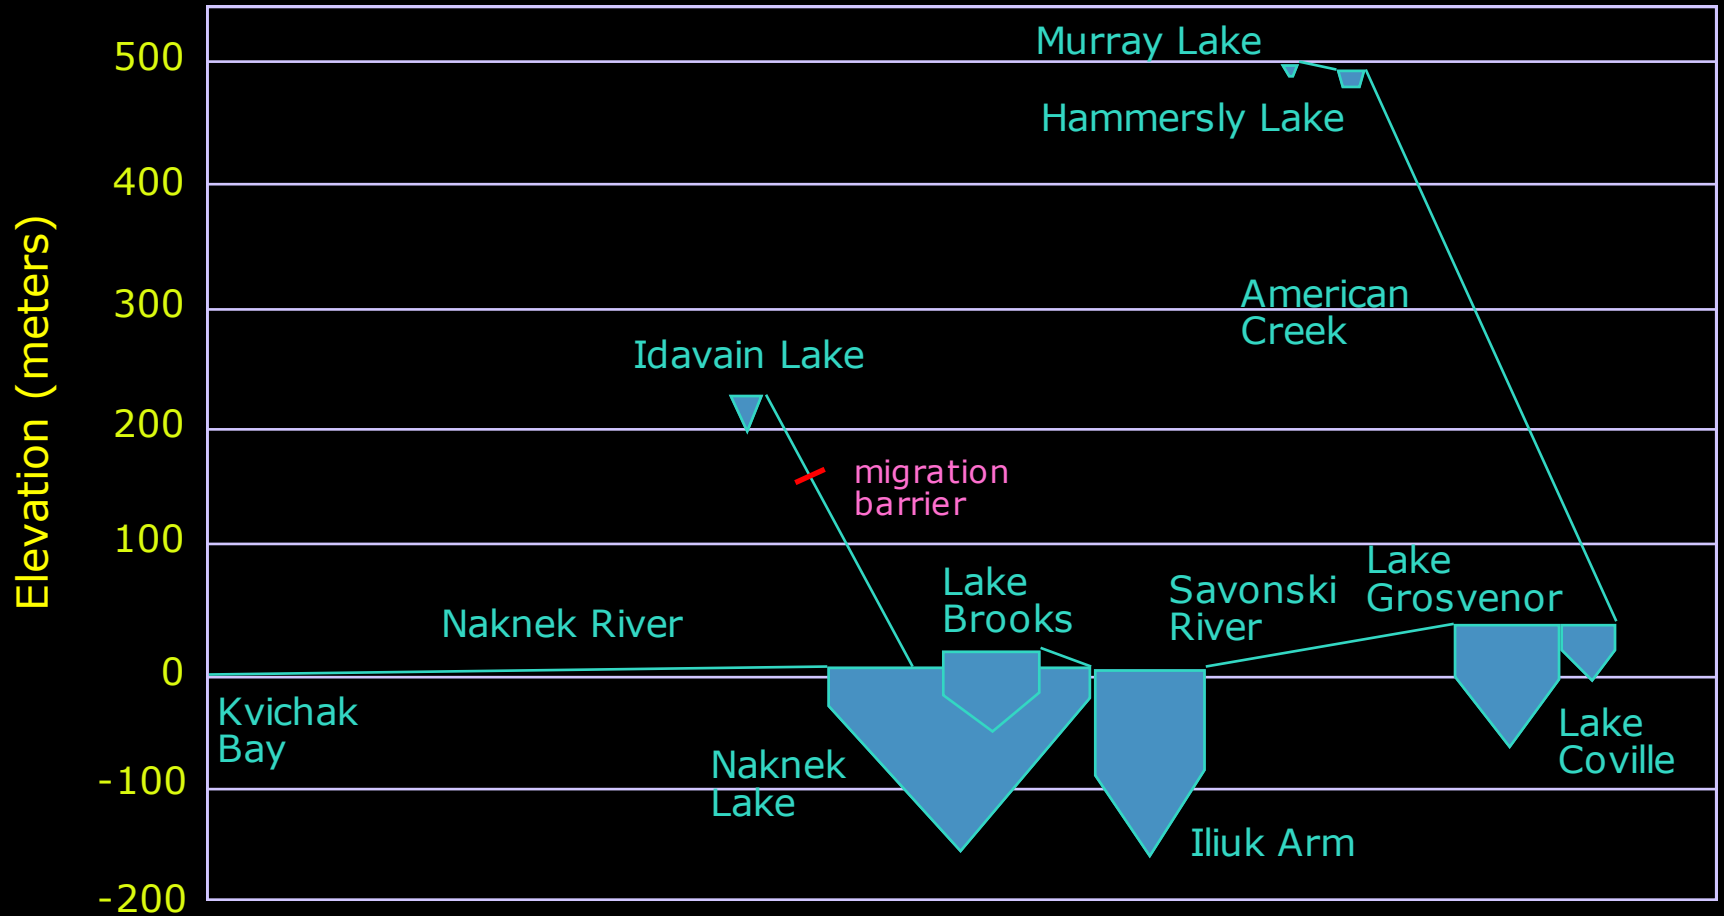 Elevation (meters)
500
400
300
200
100
0
-100
-200
Murray Lake
Hammersly Lake
American
Creek
Idavain Lake
migration
barrier
Lake
Brooks
Savonski
River
Lake
Grosvenor
Naknek River
Kvichak
Bay
Naknek
Lake
Iliuk Arm
Lake
Coville